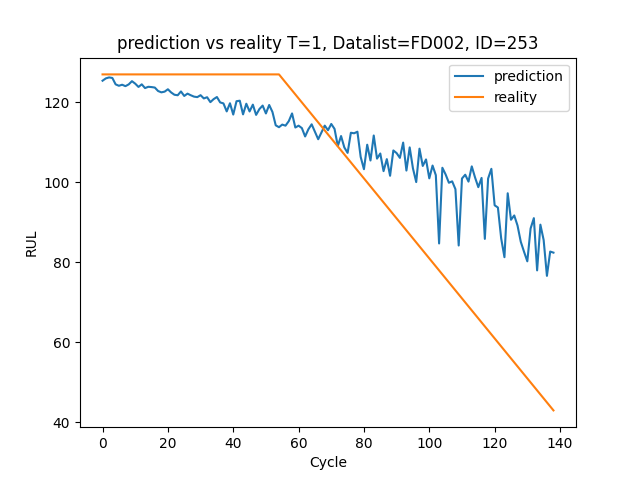 prediction vs reality T=1, Datalist=FD002, ID=253
prediction
reality
120
100
80
60
40
RUL
0 20 40 60 80 100 120 140
Cycle